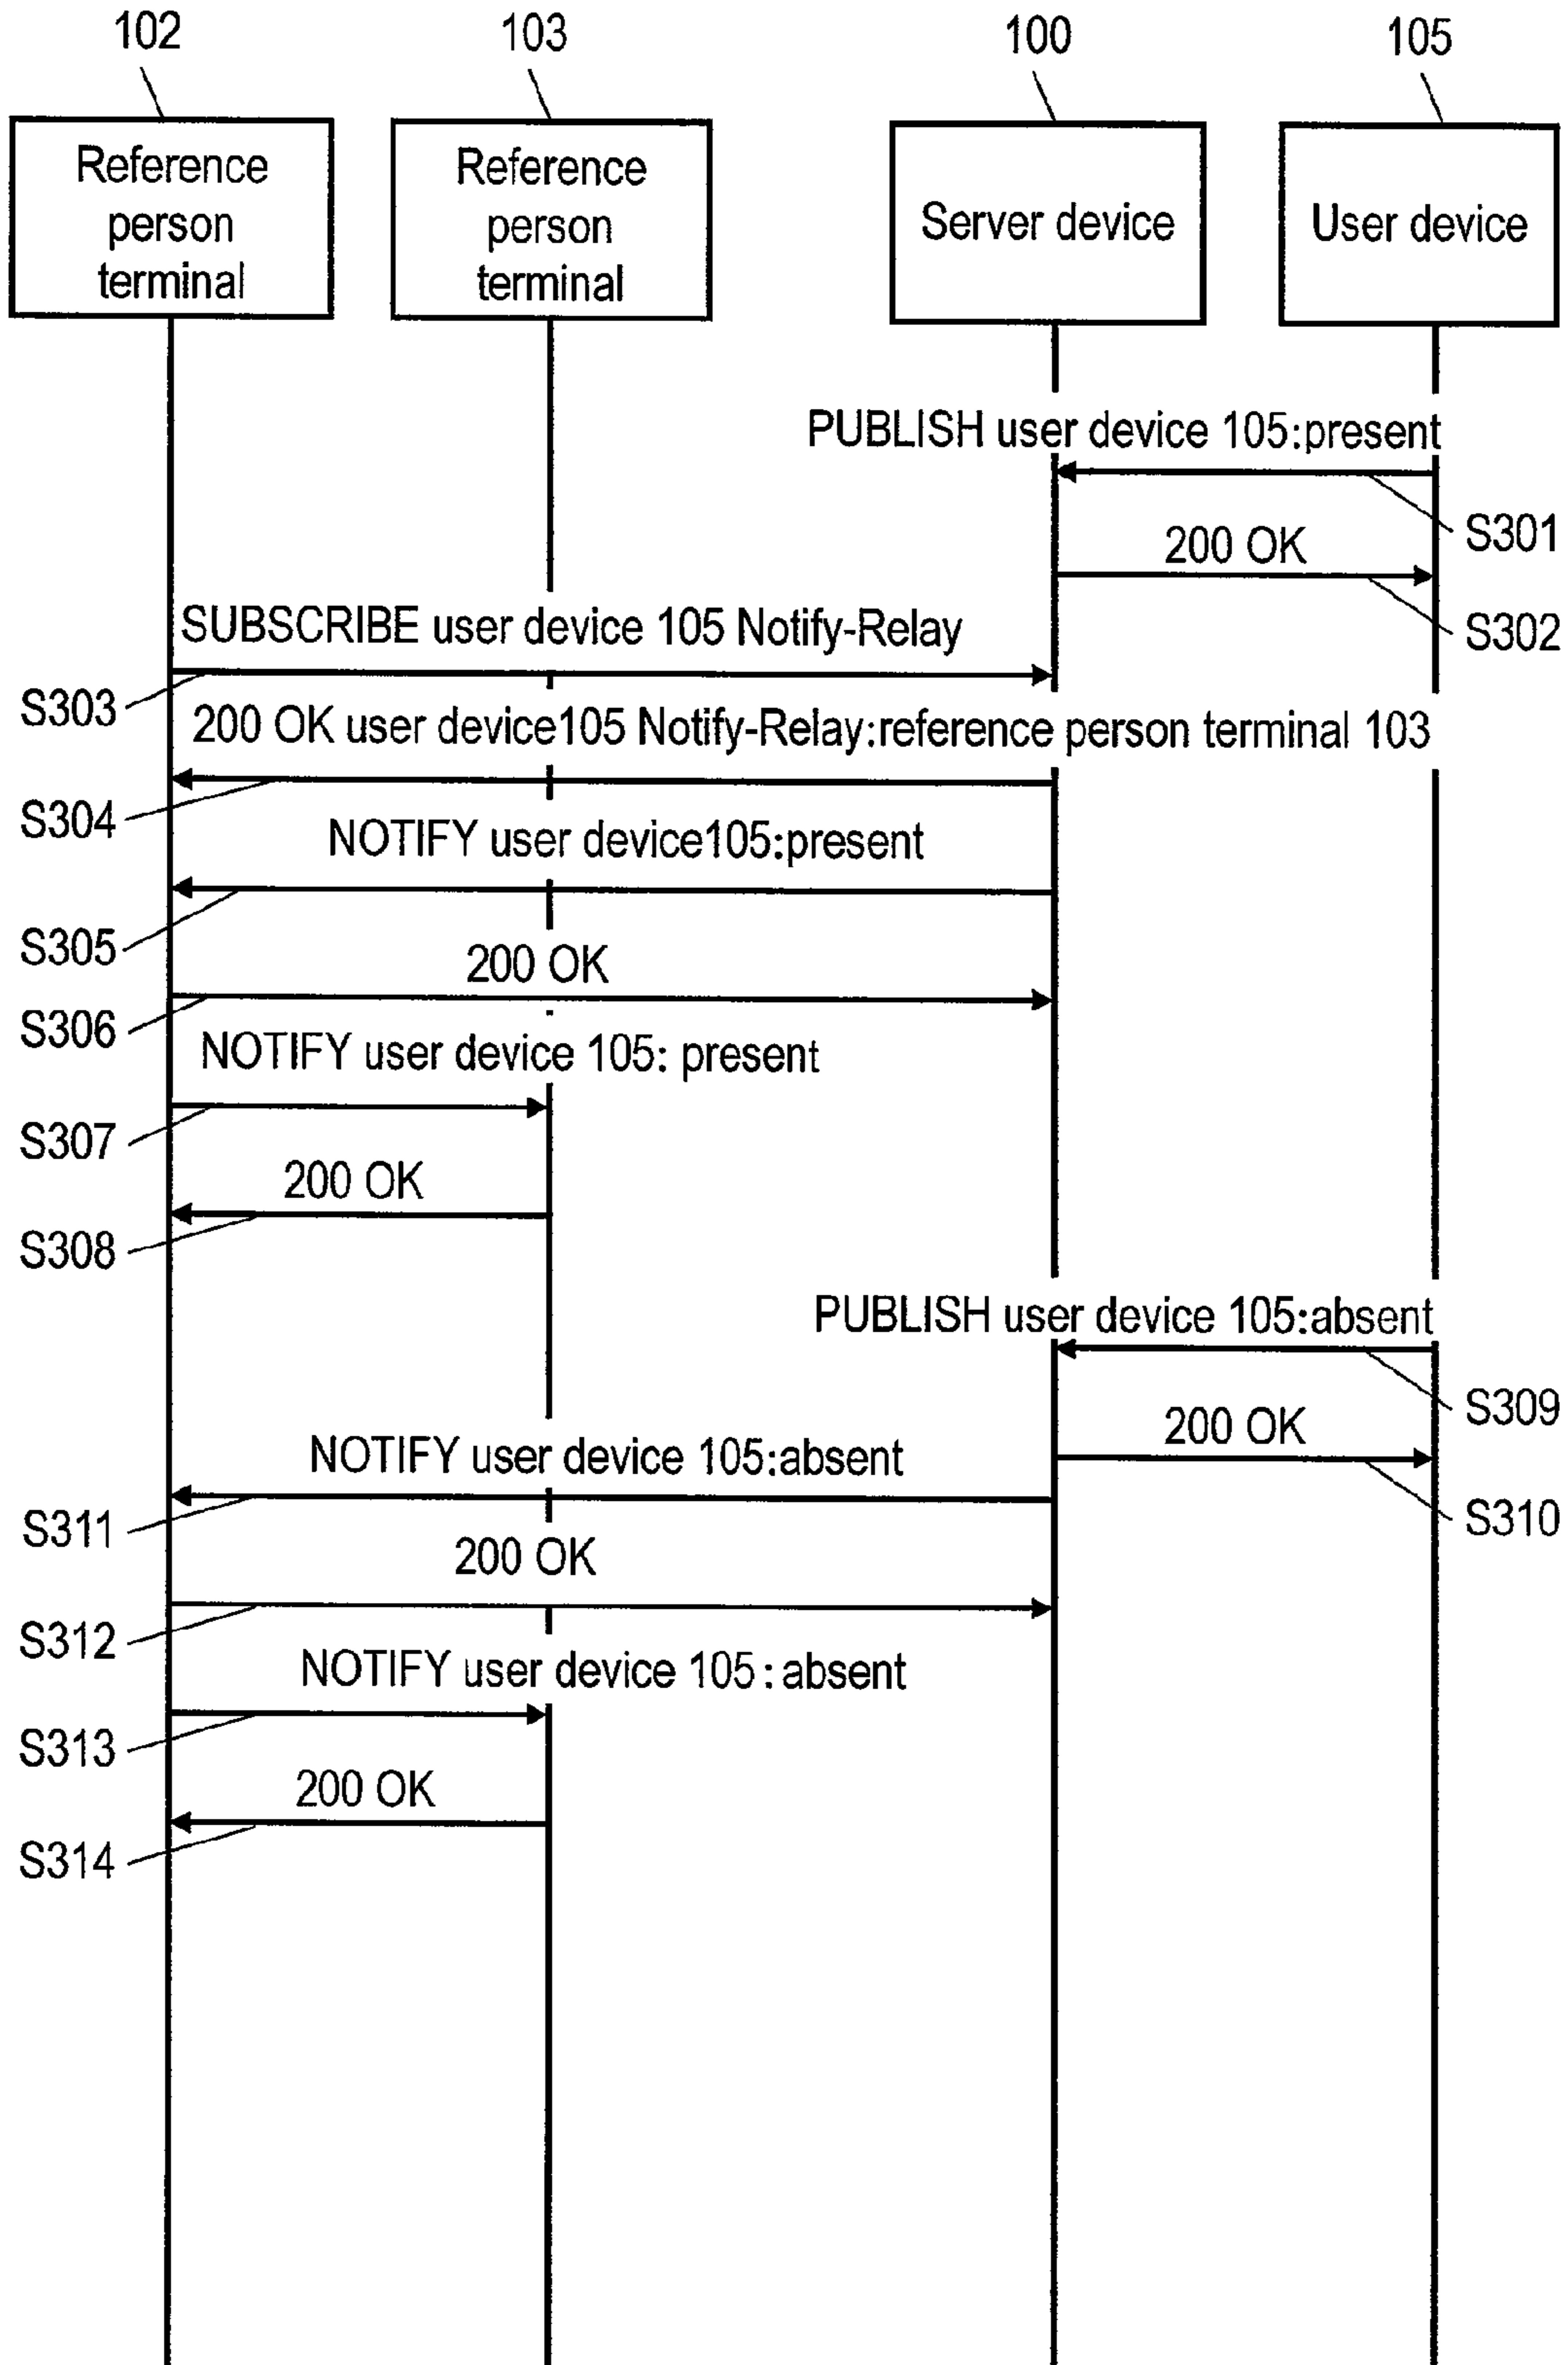 102
103
100
105
Reference
person
terminal
Reference
person
terminal
Server device
User device
PUBLISH user device 105:present
S301
200 OK
S302
SUBSCRIBE user device 105 Notify-Relay
S303
200 OK user device105 Notify-Relay:reference person terminal 103
S304
NOTIFY user device105:present
S305
200 OK
S306
NOTIFY user device 105: present
S307
200 OK
S308
PUBLISH user device 105:absent
S309
200 OK
S310
NOTIFY user device 105:absent
S311
200 OK
S312
NOTIFY user device 105 : absent
S313
200 OK
S314